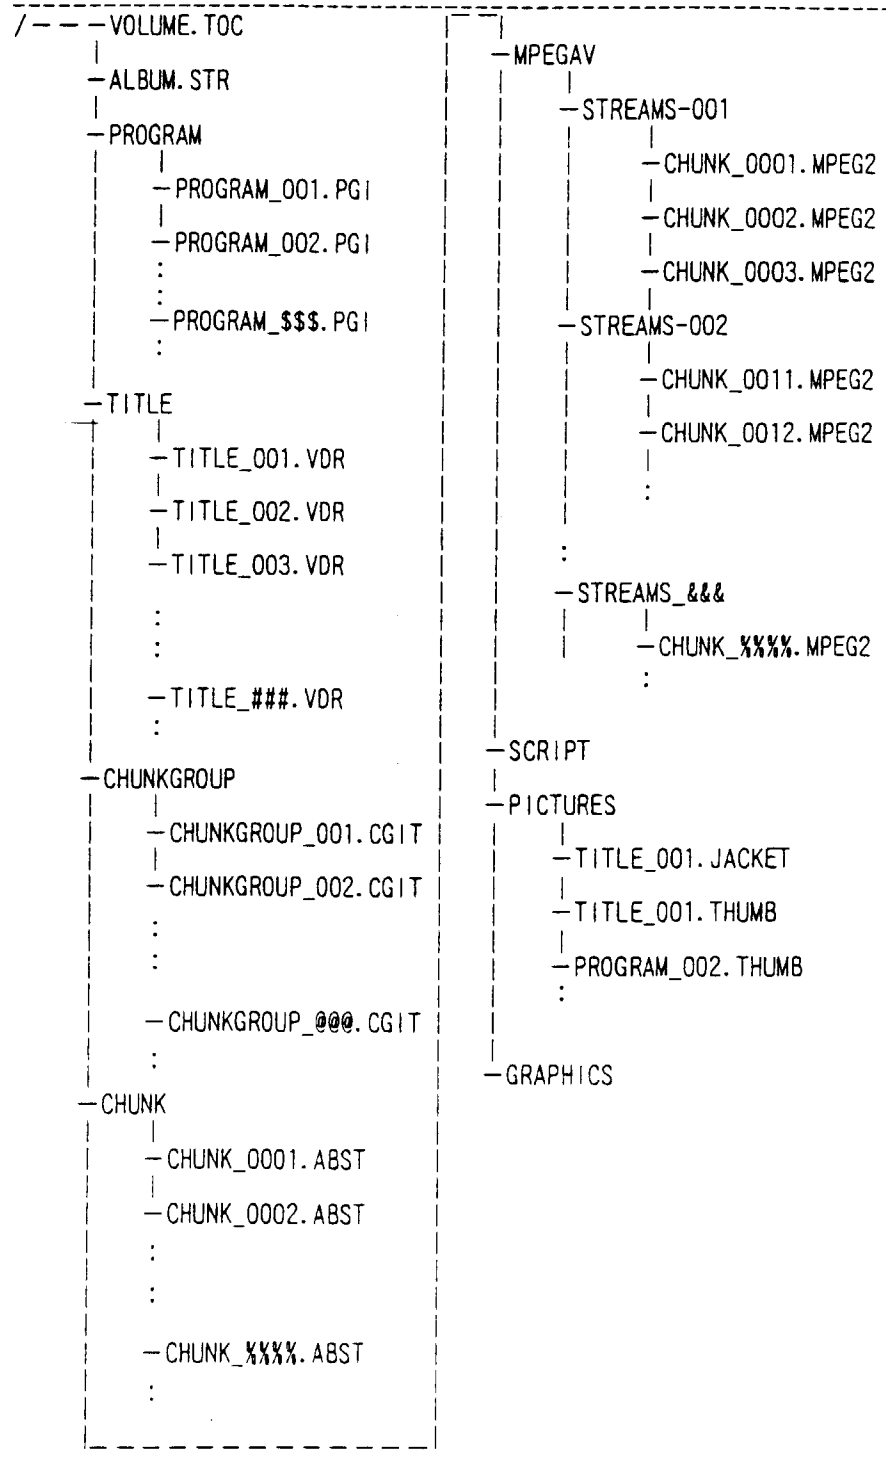 /---VOLUME.TOC
ALBUM.STR
PROGRAM
PROGRAM_001.PGI
PROGRAM_002.PGI
:
:
PROGRAM_$$$.PGI
:
TITLE
TITLE_001.VDR
TITLE_002.VDR
TITLE_003.VDR
:
:
TITLE_###.VDR
:
CHUNKGROUP
CHUNKGROUP_001.CGIT
CHUNKGROUP_002.CGIT
:
:
CHUNKGROUP_@@@.CGIT
:
CHUNK
CHUNK_0001.ABST
CHUNK_0002.ABST
:
:
CHUNK_%%%%.ABST
:
MPEGAV
STREAMS-001
CHUNK_0001.MPEG2
CHUNK_0002.MPEG2
CHUNK_0003.MPEG2
STREAMS-002
CHUNK_0011.MPEG2
CHUNK_0012.MPEG2
:
:
STREAMS_&&&
CHUNK_%%%%.MPEG2
:
SCRIPT
PICTURES
TITLE_001.JACKET
TITLE_001.THUMB
PROGRAM_002.THUMB
:
GRAPHICS